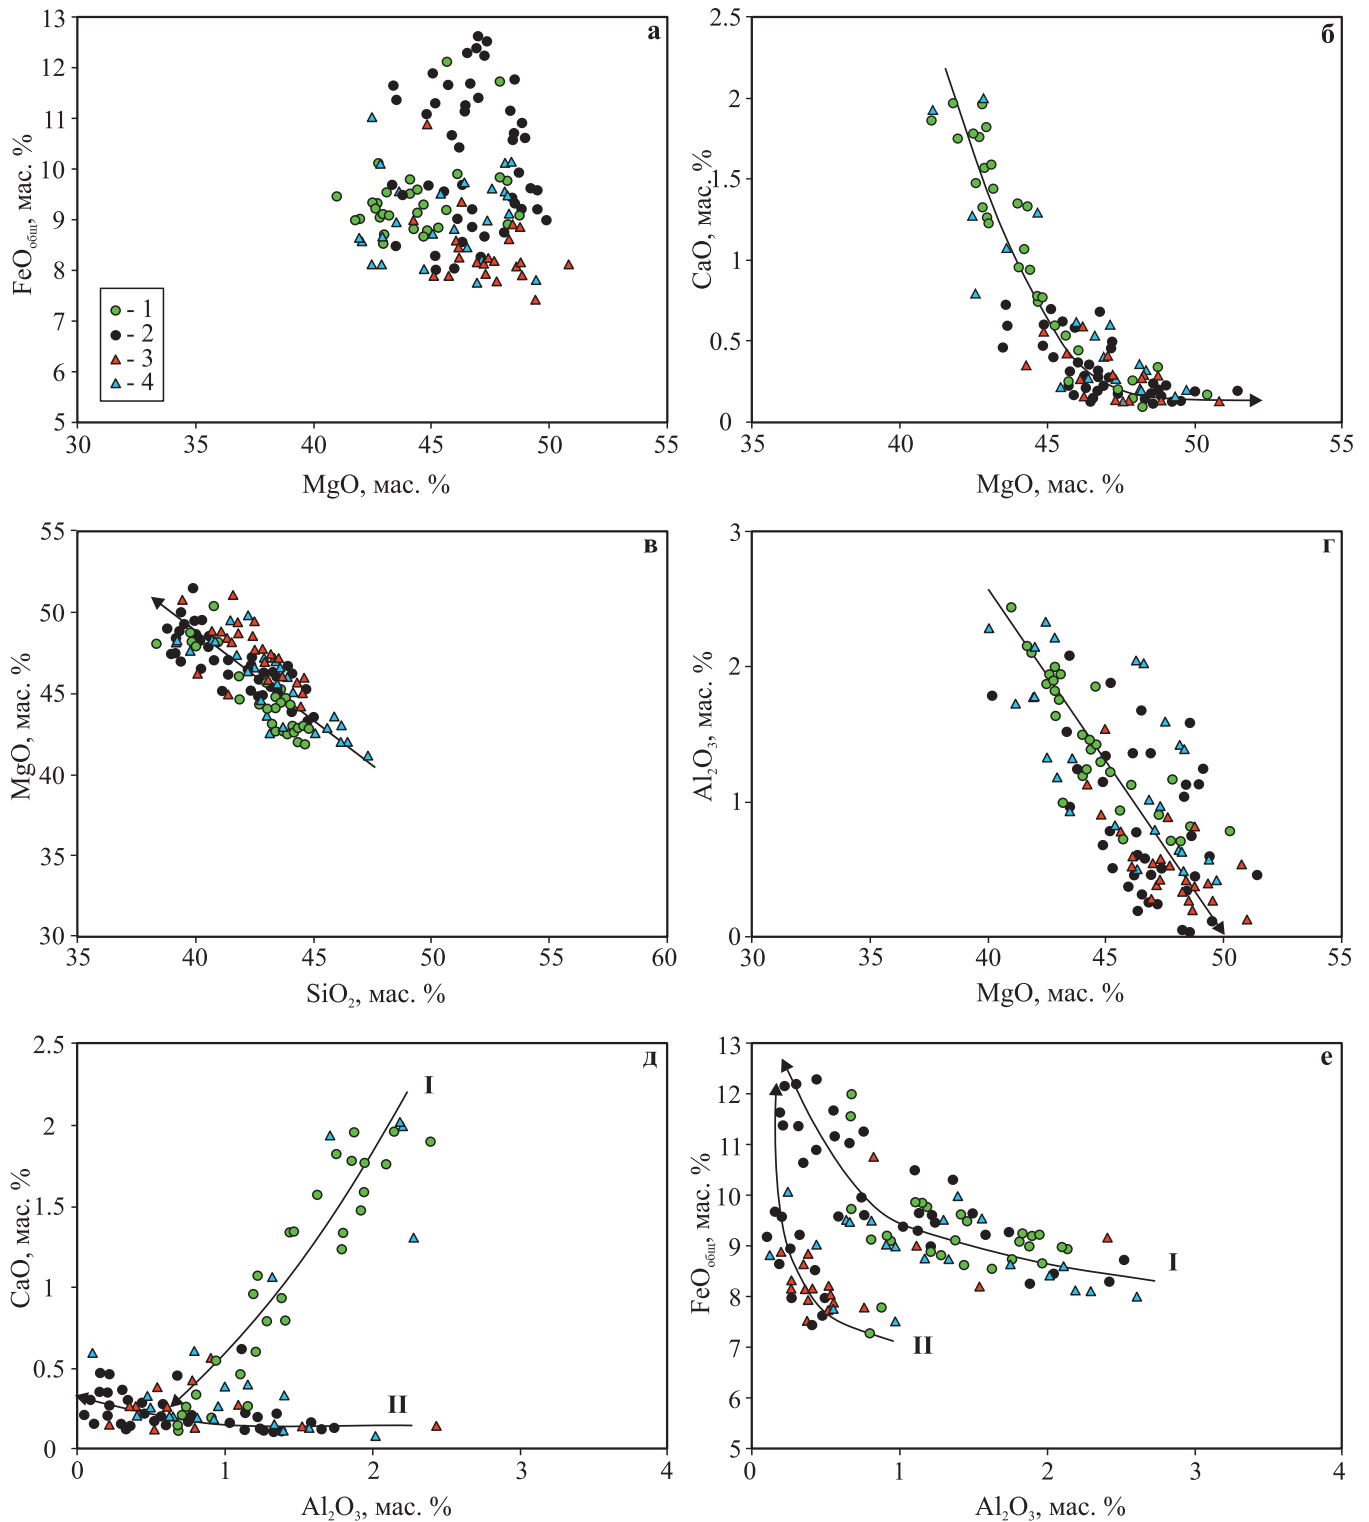 13
12
11
10
9
8
7
6
5
FeOобщ, мас. %
а
- 1
- 2
- 3
- 4
30 35 40 45 50 55
MgO, мас. %
2.5
2
1.5
1
0.5
0
CaO, мас. %
б
35 40 45 50 55
MgO, мас. %
55
50
45
40
35
30
MgO, мас. %
в
35 40 45 50 55 60
SiO2, мас. %
3
2
1
0
Al2O3, мас. %
г
30 35 40 45 50 55
MgO, мас. %
2.5
2
1.5
1
0.5
0
CaO, мас. %
д
I
II
0 1 2 3 4
Al2O3, мас. %
13
12
11
10
9
8
7
6
5
FeOобщ, мас. %
е
I
II
0 1 2 3 4
Al2O3, мас. %